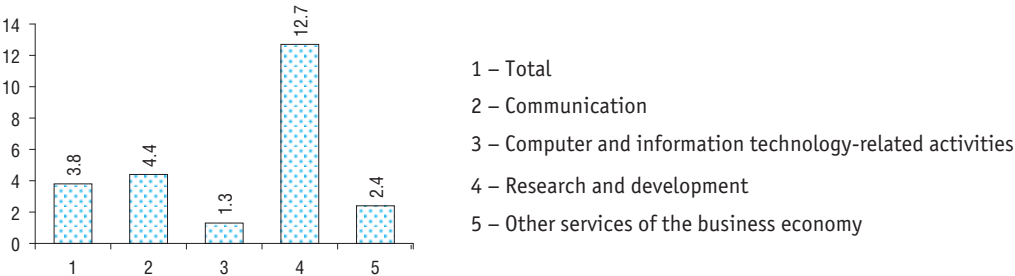 14
12
10
8
6
4
2
0
3.8
4.4
1.3
12.7
2.4
1 2 3 4 5
1 – Total
2 – Communication
3 – Computer and information technology-related activities
4 – Research and development
5 – Other services of the business economy